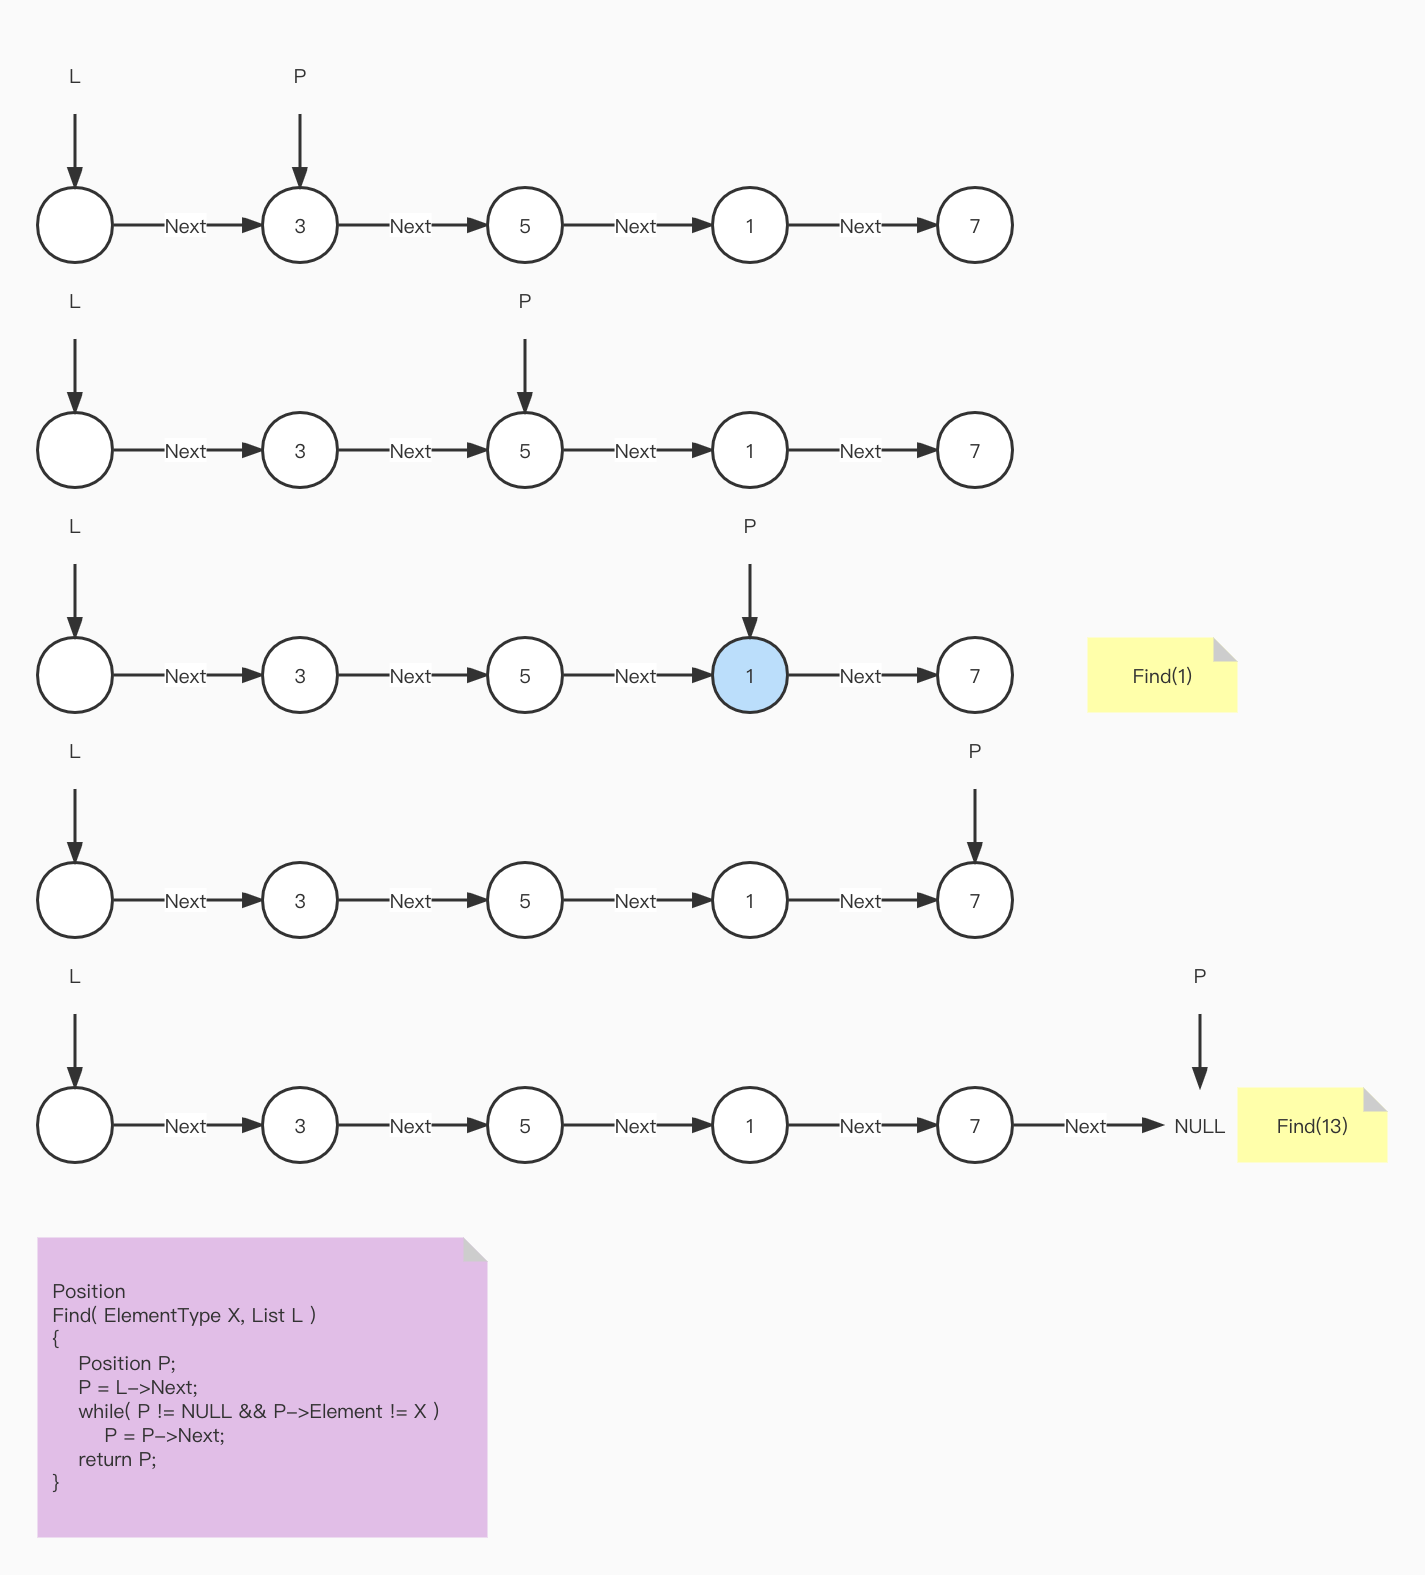 L P
Next 3 Next 5 Next 1 Next 7
L P
Next 3 Next 5 Next 1 Next 7
L P
Next 3 Next 5 Next 1 Next 7 Find(1)
L P
Next 3 Next 5 Next 1 Next 7
L P
Next 3 Next 5 Next 1 Next 7 Next NULL Find(13)
Position
Find( ElementType X, List L )
{
Position P;
P = L->Next;
while( P != NULL && P->Element != X )
P = P->Next;
return P;
}